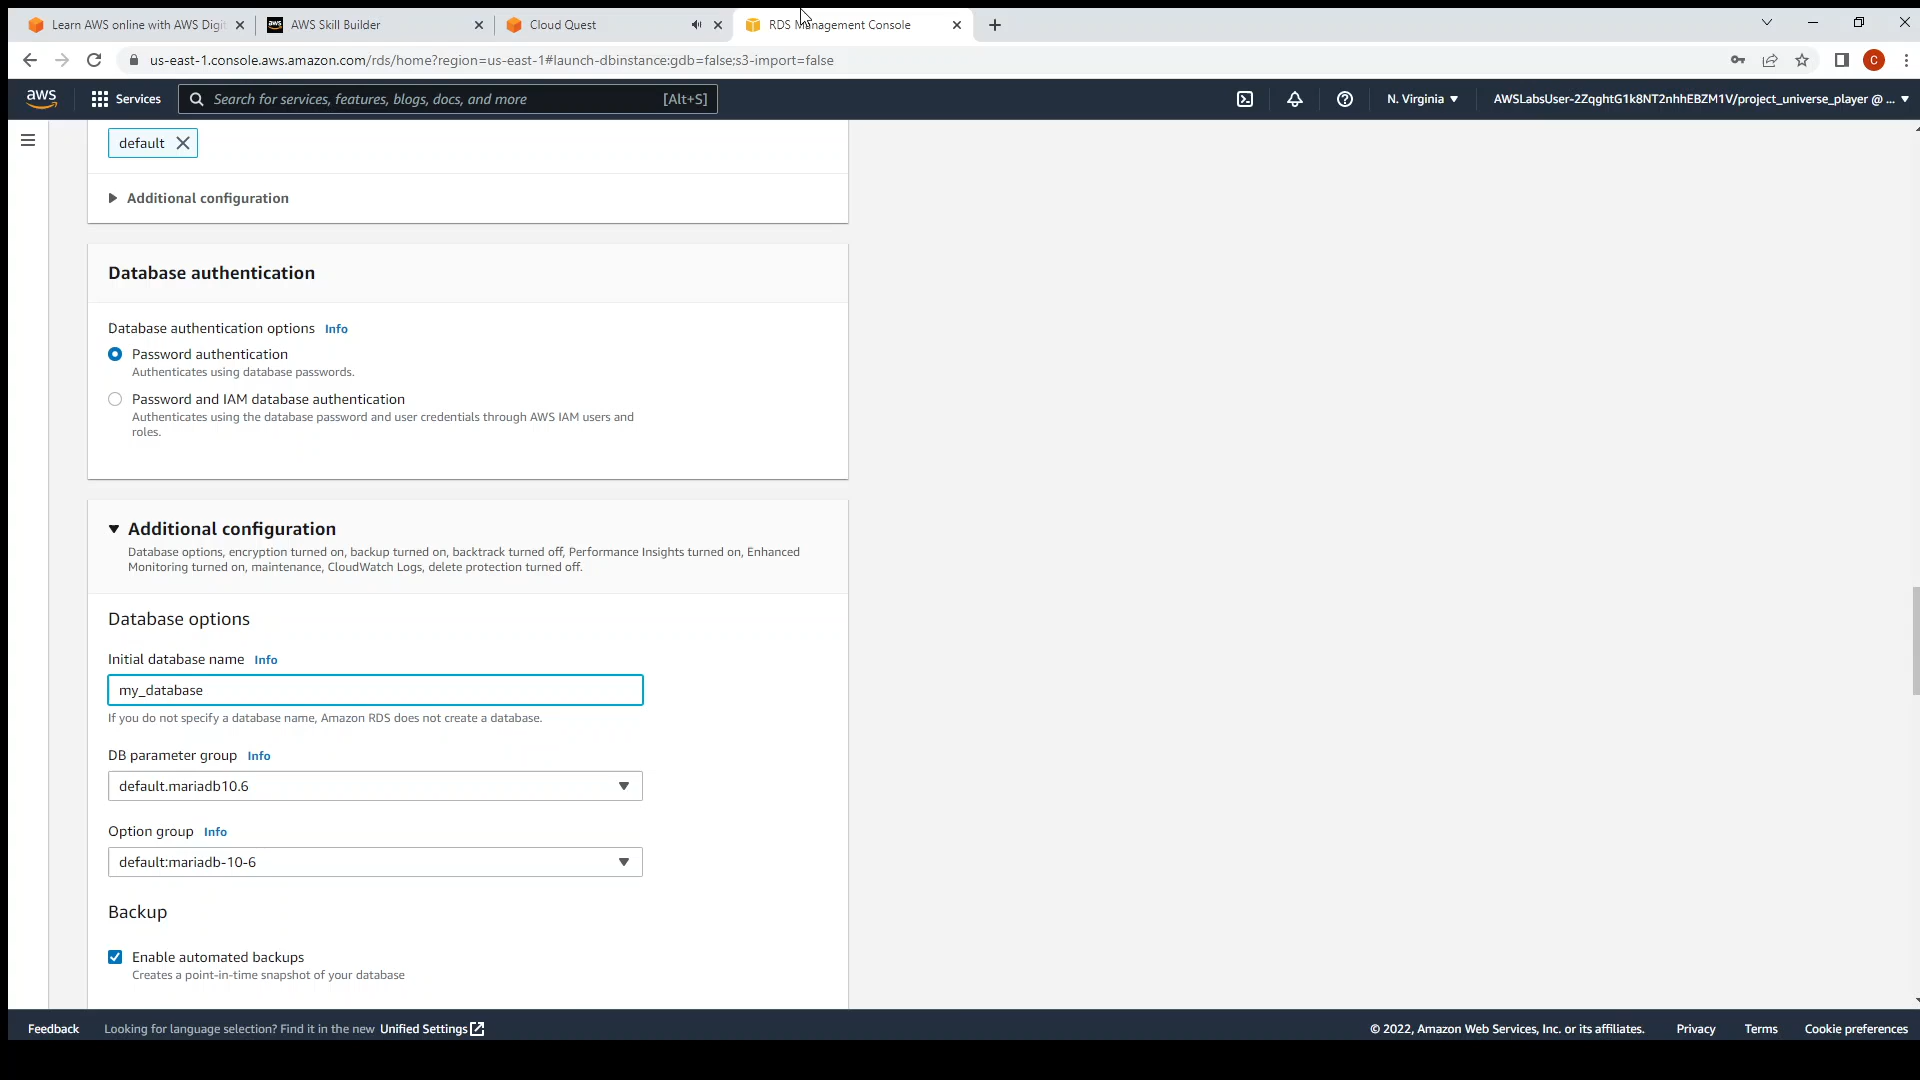 Learn AWS online with AWS Digit
AWS Skill Builder
Cloud Quest
RDS Management Console
us-east-1.console.aws.amazon.com/rds/home?region=us-east-1#launch-dbinstance:gdb=false;s3-import=false
C
aws
Services
Search for services, features, blogs, docs, and more
[Alt+S]
N. Virginia
AWSLabsUser-2ZqghtG1k8NT2nhhEBZM1V/project_universe_player @ ...
default
Additional configuration
Database authentication
Database authentication options Info
Password authentication
Authenticates using database passwords.
Password and IAM database authentication
Authenticates using the database password and user credentials through AWS IAM users and
roles.
Additional configuration
Database options, encryption turned on, backup turned on, backtrack turned off, Performance Insights turned on, Enhanced
Monitoring turned on, maintenance, CloudWatch Logs, delete protection turned off.
Database options
Initial database name Info
my_database
If you do not specify a database name, Amazon RDS does not create a database.
DB parameter group Info
default.mariadb10.6
Option group Info
default:mariadb-10-6
Backup
Enable automated backups
Creates a point-in-time snapshot of your database
Feedback
Looking for language selection? Find it in the new Unified Settings
© 2022, Amazon Web Services, Inc. or its affiliates.
Privacy
Terms
Cookie preferences